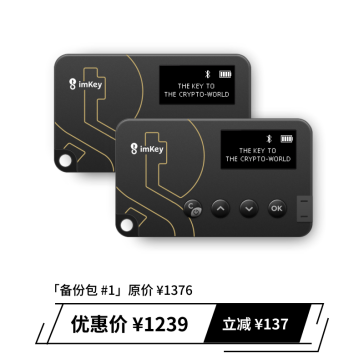 imKey
THE KEY TO
THE CRYPTO-WORLD
imKey
THE KEY TO
THE CRYPTO-WORLD
C
OK
「备份包 #1」原价 ¥1376
优惠价 ¥1239
立减 ¥137